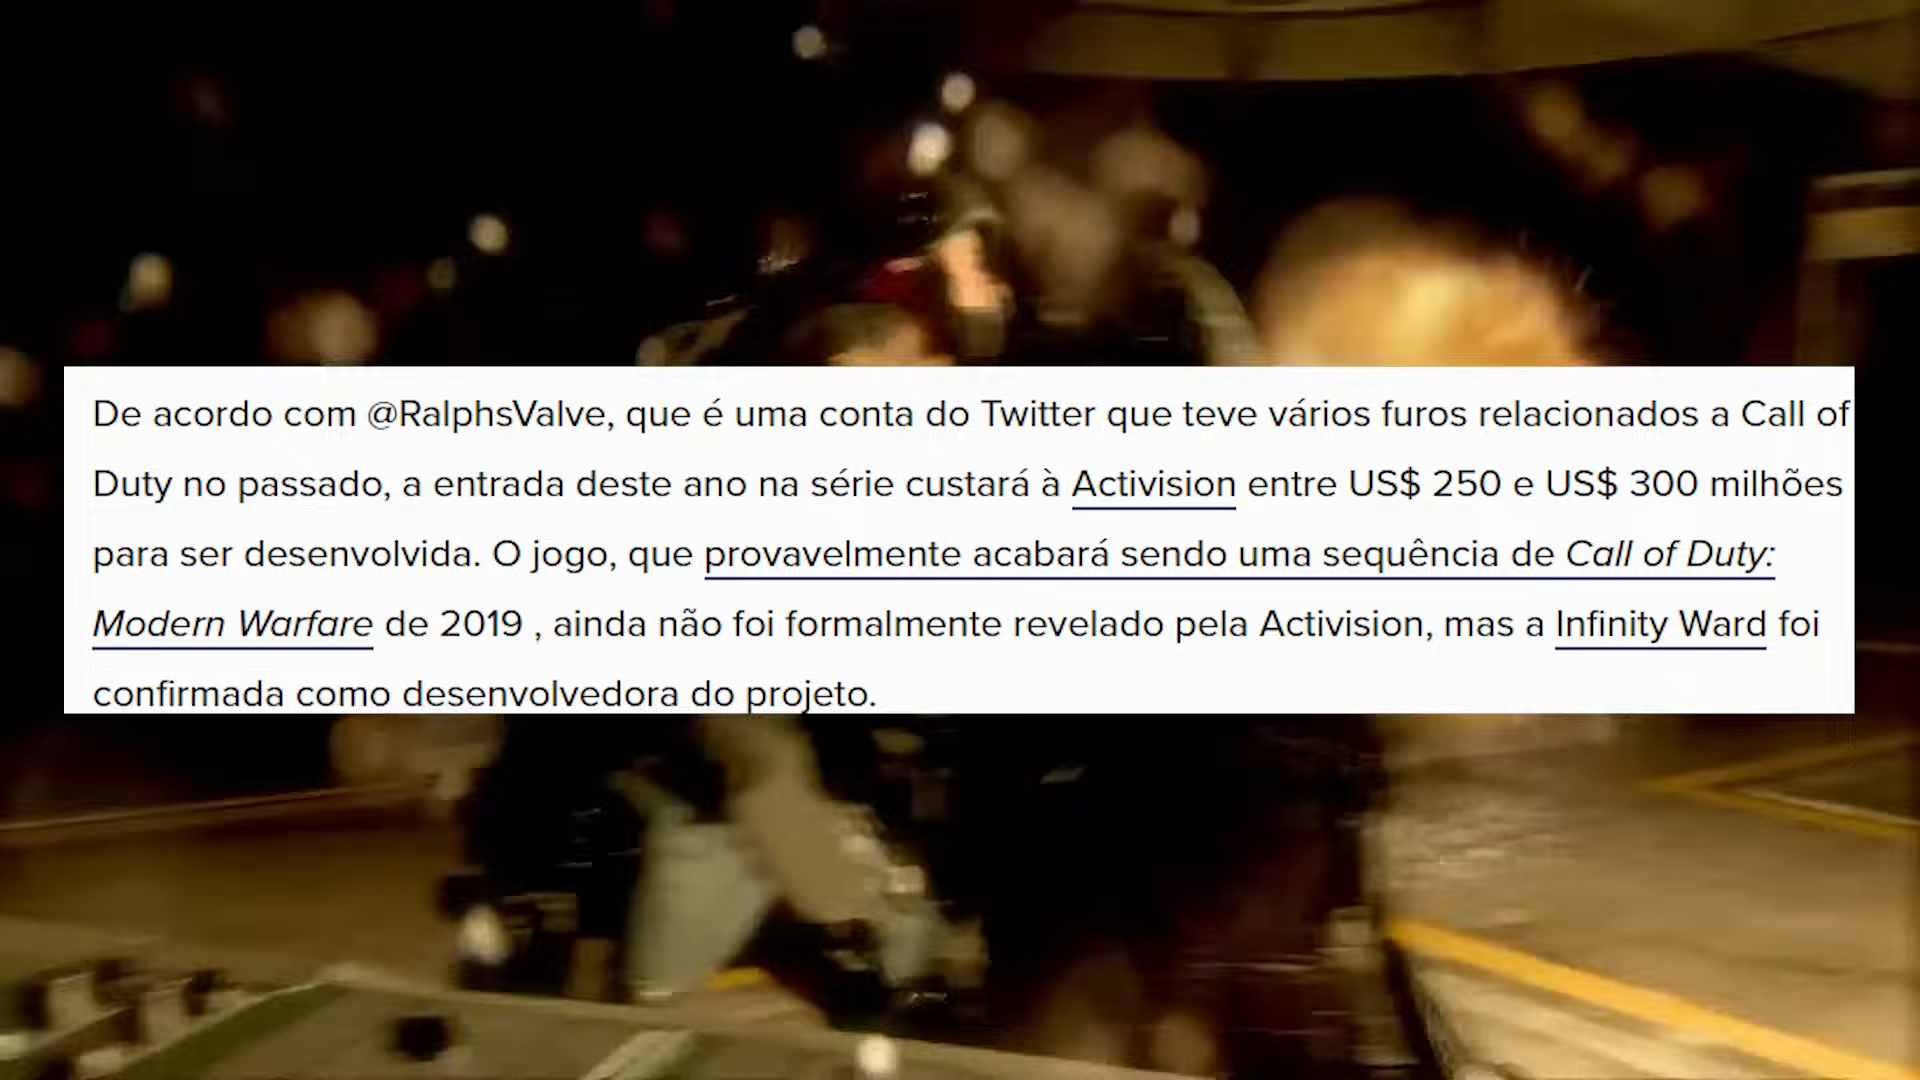 De acordo com @RalphsValve, que é uma conta do Twitter que teve vários furos relacionados a Call of
Duty no passado, a entrada deste ano na série custará à Activision entre US$ 250 e US$ 300 milhões
para ser desenvolvida. O jogo, que provavelmente acabará sendo uma sequência de Call of Duty:
Modern Warfare de 2019 , ainda não foi formalmente revelado pela Activision, mas a Infinity Ward foi
confirmada como desenvolvedora do projeto.